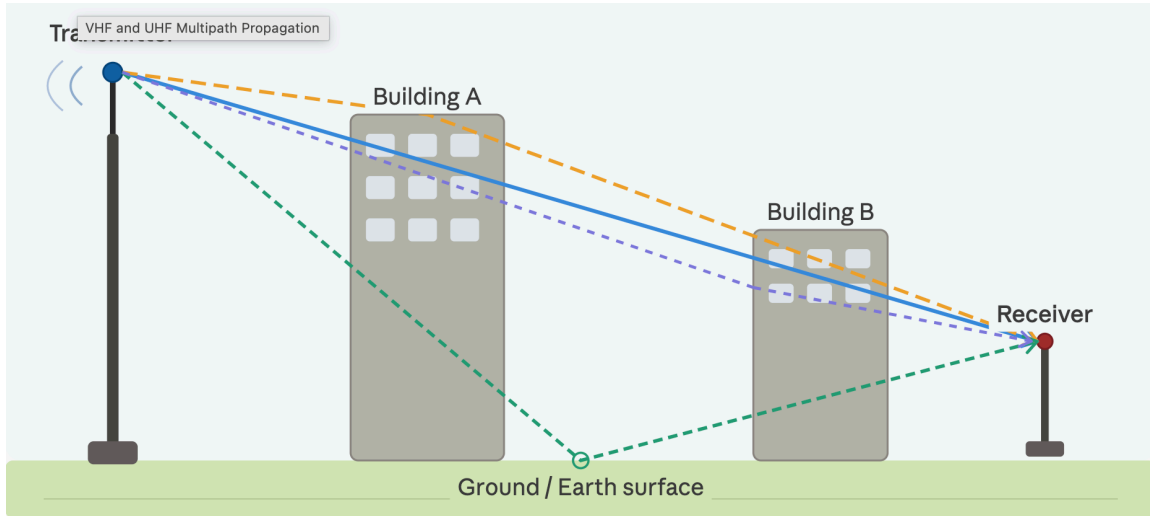 VHF and UHF Multipath Propagation
Building A
Building B
Receiver
Ground / Earth surface